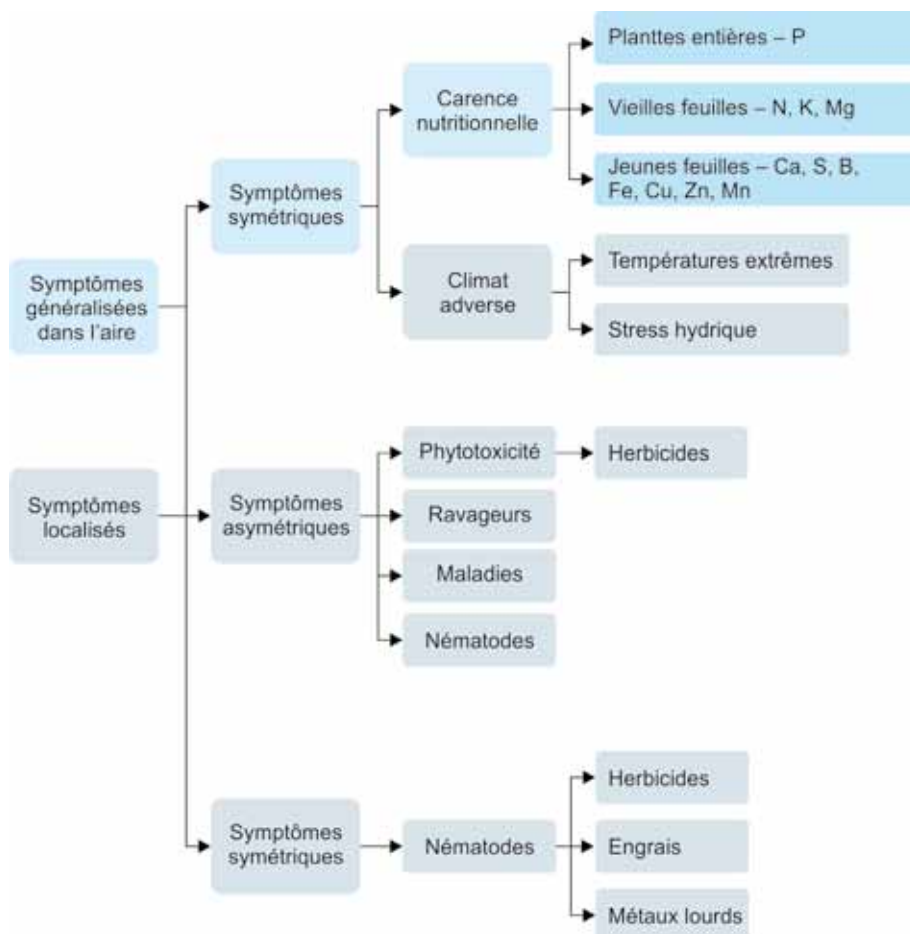 Symptômes
généralisées
dans l'aire
Symptômes
localisés
Symptômes
symétriques
Carence
nutritionnelle
Planttes entières – P
Vieilles feuilles – N, K, Mg
Jeunes feuilles – Ca, S, B,
Fe, Cu, Zn, Mn
Climat
adverse
Températures extrêmes
Stress hydrique
Symptômes
asymétriques
Phytotoxicité
Herbicides
Ravageurs
Maladies
Nématodes
Symptômes
symétriques
Nématodes
Herbicides
Engrais
Métaux lourds